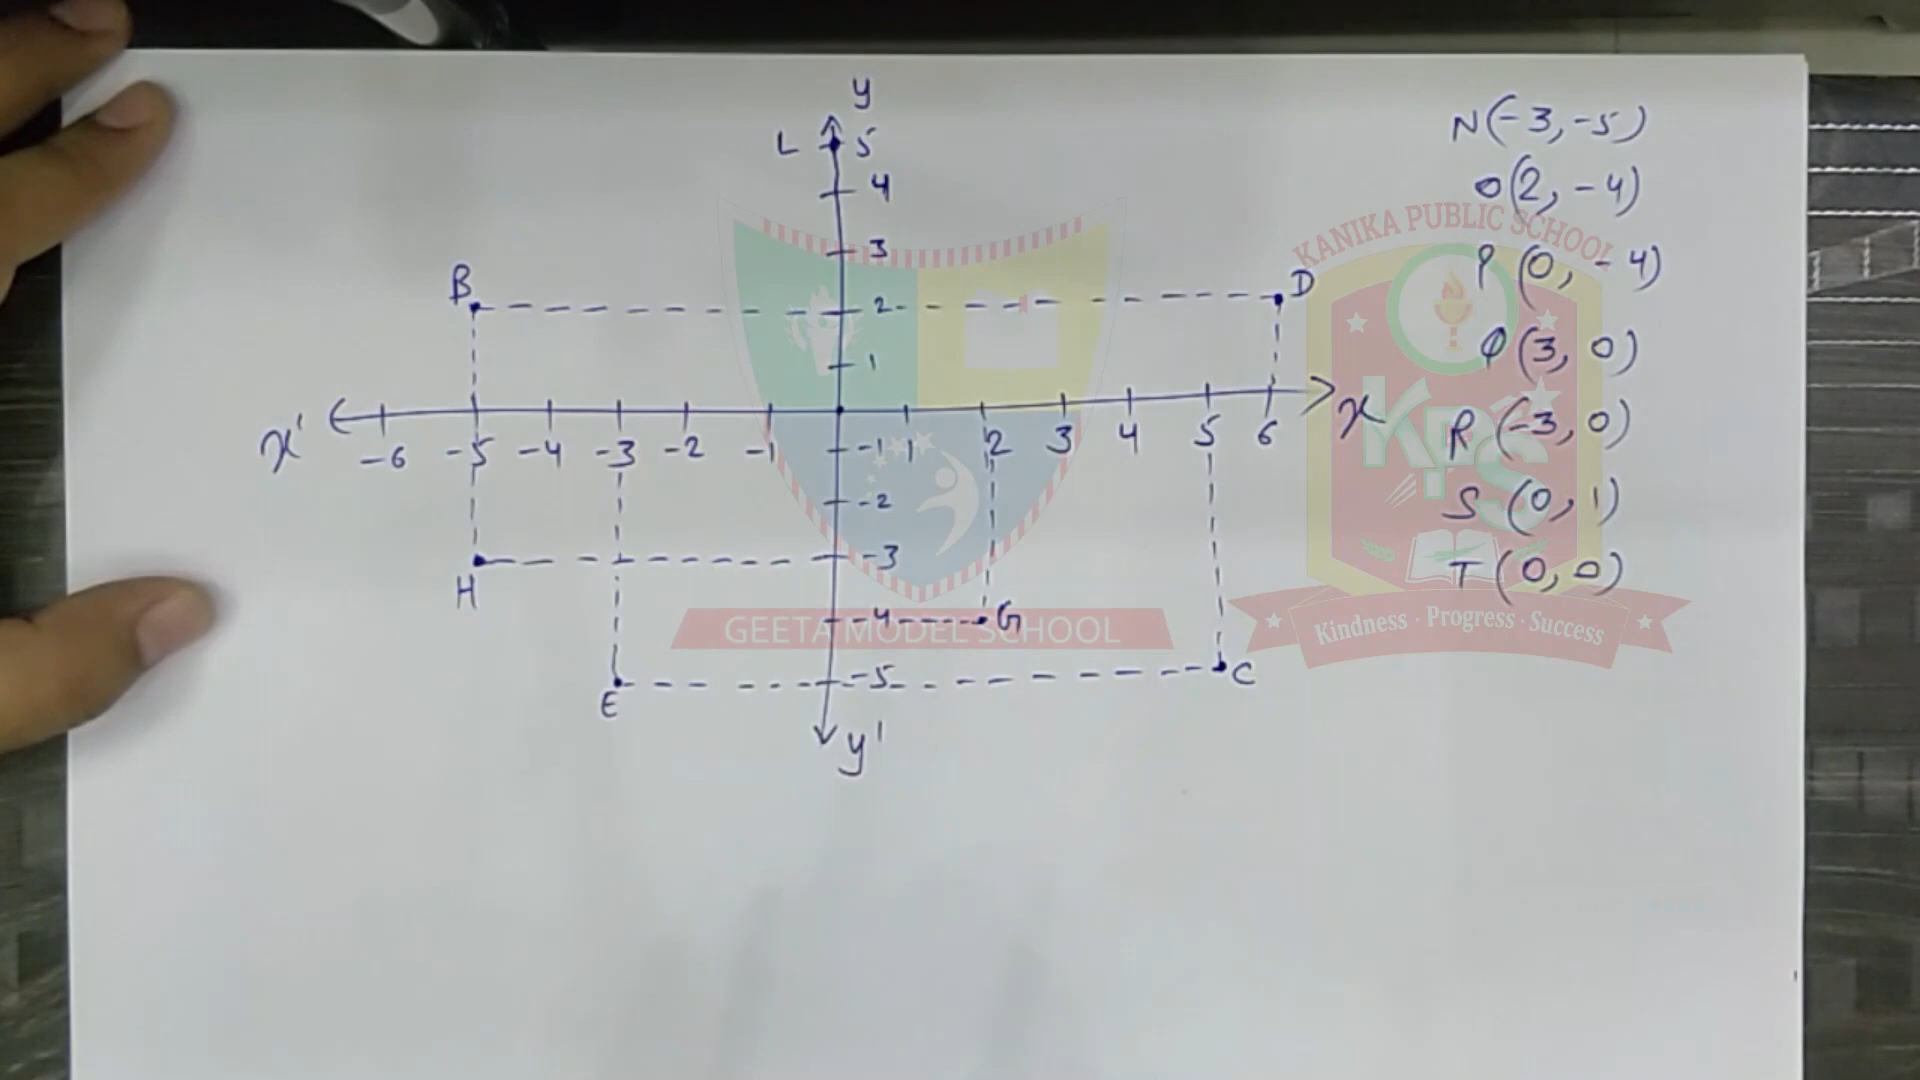 y
L 5
4
3
B
2
D
1
x' -6 -5 -4 -3 -2 -1 1 2 3 4 5 6 x
-1
-2
-3
H
-4 G
-5 C
E
y'
N(-3,-5)
O(2,-4)
P(0,-4)
Q(3,0)
R(-3,0)
S(0,1)
T(0,0)
GEETA MODEL SCHOOL
KANIKA PUBLIC SCHOOL
KPS
Kindness · Progress · Success